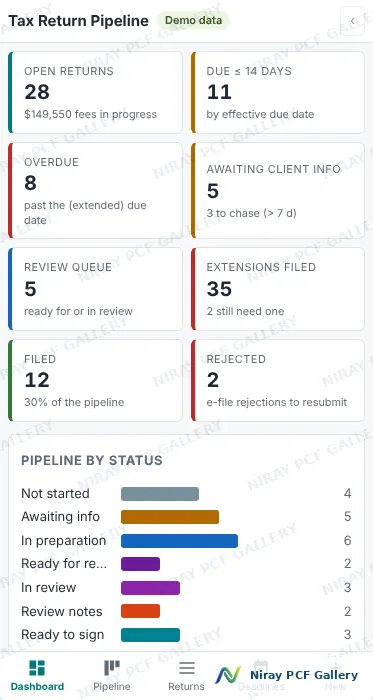 Tax Return Pipeline
Demo data
OPEN RETURNS
28
$149,550 fees in progress
DUE ≤ 14 DAYS
11
by effective due date
OVERDUE
8
past the (extended) due
date
AWAITING CLIENT INFO
5
3 to chase (> 7 d)
REVIEW QUEUE
5
ready for or in review
EXTENSIONS FILED
35
2 still need one
FILED
12
30% of the pipeline
REJECTED
2
e-file rejections to resubmit
PIPELINE BY STATUS
Not started 4
Awaiting info 5
In preparation 6
Ready for re... 2
In review 3
Review notes 2
Ready to sign 3
Dashboard
Pipeline
Returns
Deadlines
New
Niray PCF Gallery
NIRAY PCF GALLERY